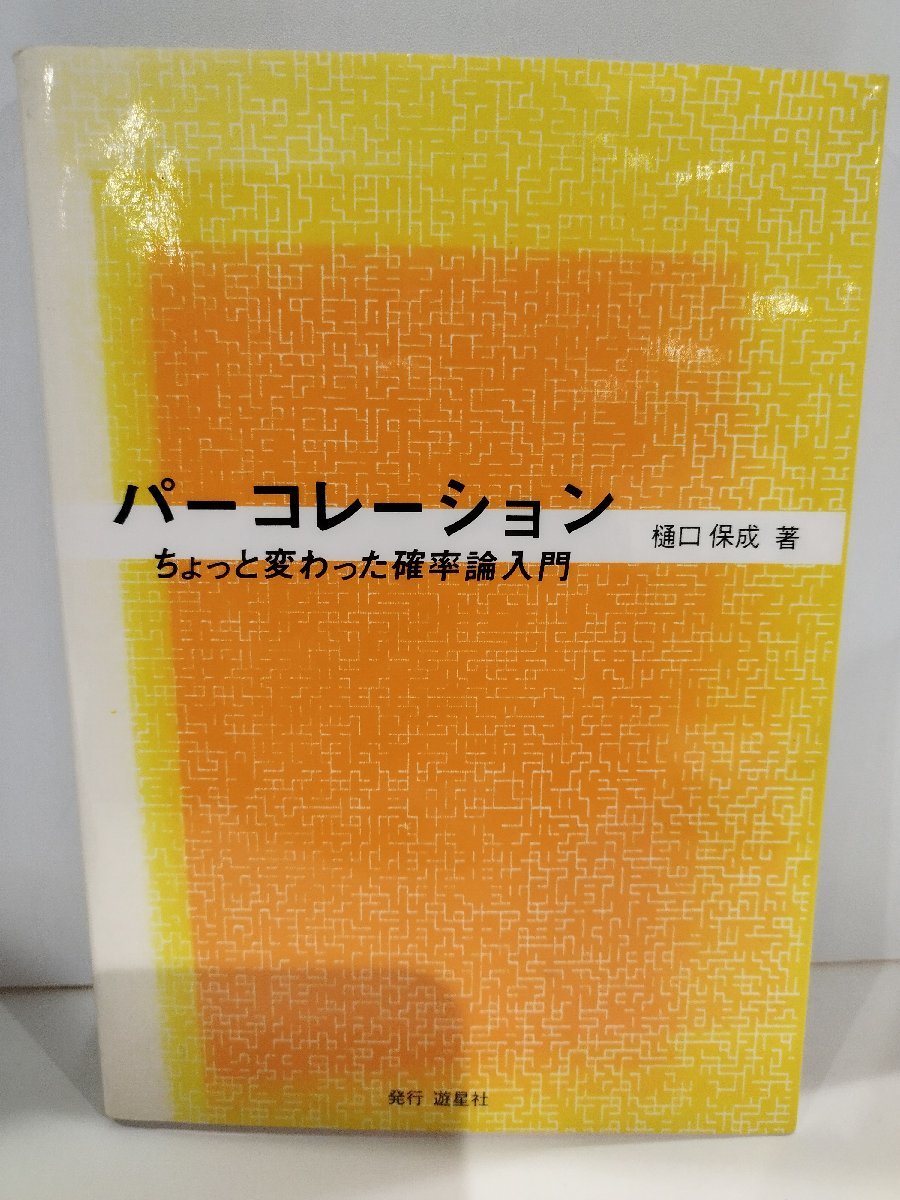 パーコレーション
樋口 保成 著
ちょっと変わった確率論入門
発行 遊星社